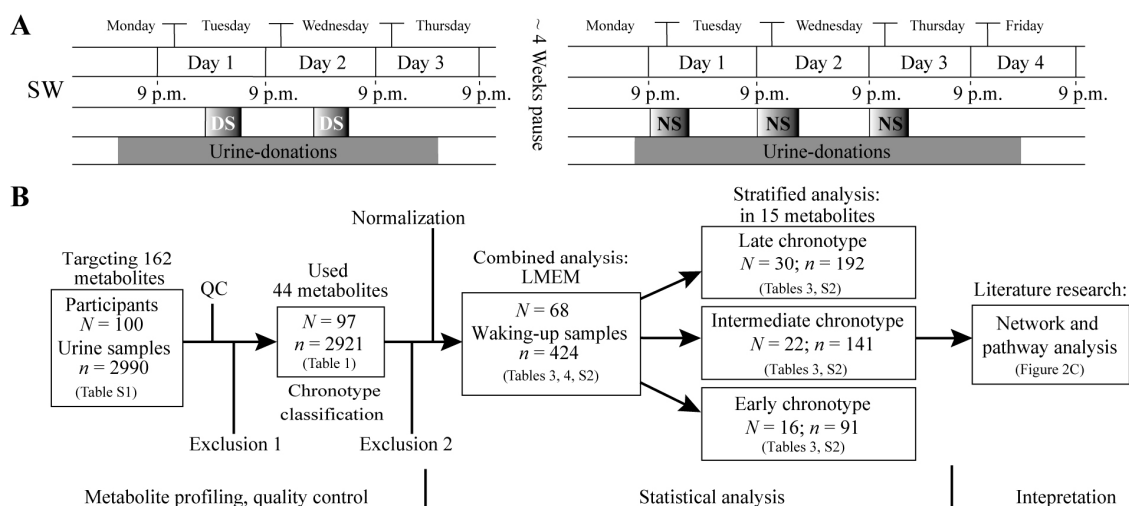 A
Monday Tuesday Wednesday Thursday
Day 1 Day 2 Day 3
SW
9 p.m. 9 p.m. 9 p.m. 9 p.m.
DS DS
Urine-donations
~ 4 Weeks pause
Monday Tuesday Wednesday Thursday Friday
Day 1 Day 2 Day 3 Day 4
9 p.m. 9 p.m. 9 p.m. 9 p.m. 9 p.m.
NS NS NS
Urine-donations
B
Targeting 162
metabolites
Participants
N = 100
Urine samples
n = 2990
(Table S1)
QC
Exclusion 1
Used
44 metabolites
N = 97
n = 2921
(Table 1)
Chronotype
classification
Normalization
Exclusion 2
Combined analysis:
LMEM
N = 68
Waking-up samples
n = 424
(Tables 3, 4, S2)
Stratified analysis:
in 15 metabolites
Late chronotype
N = 30; n = 192
(Tables 3, S2)
Intermediate chronotype
N = 22; n = 141
(Tables 3, S2)
Early chronotype
N = 16; n = 91
(Tables 3, S2)
Literature research:
Network and
pathway analysis
(Figure 2C)
Metabolite profiling, quality control
Statistical analysis
Intepretation